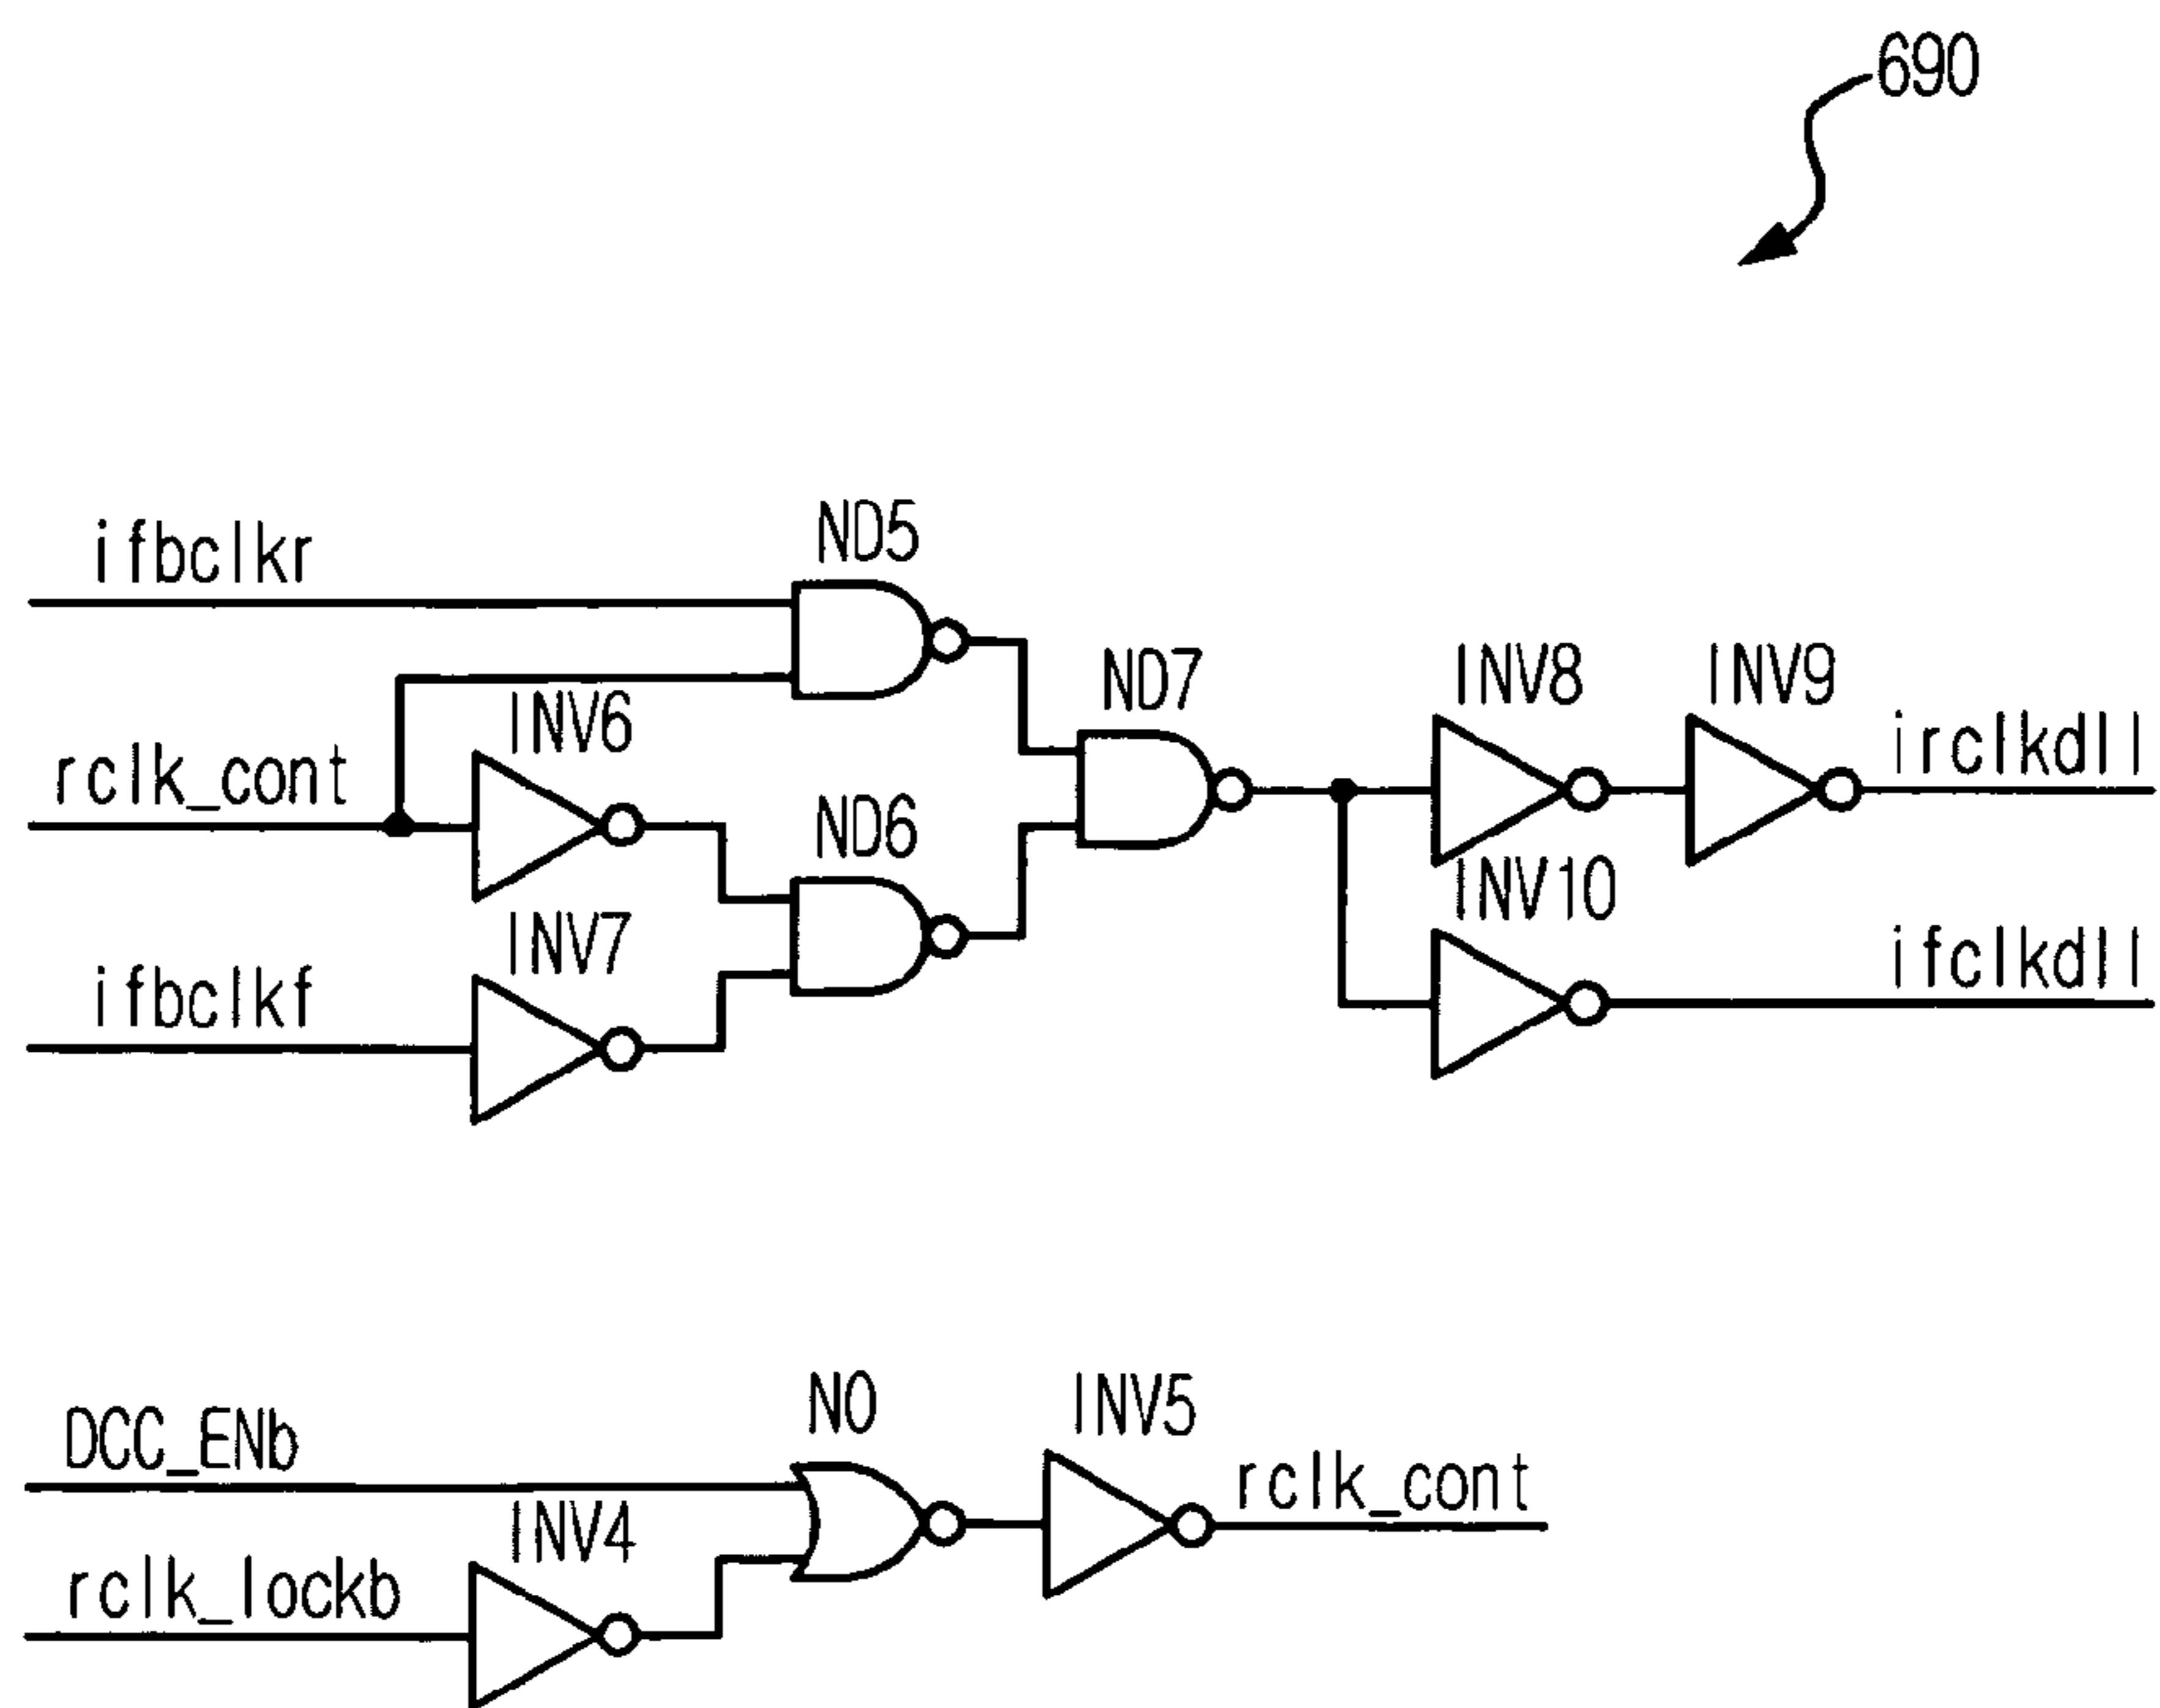 690
ifbclkr
ND5
rclk_cont
INV6
ND6
ND7
INV8
INV9
irclkdll
ifbclkf
INV7
INV10
ifclkdll
DCC_ENb
INV4
NO
INV5
rclk_cont
rclk_lockb